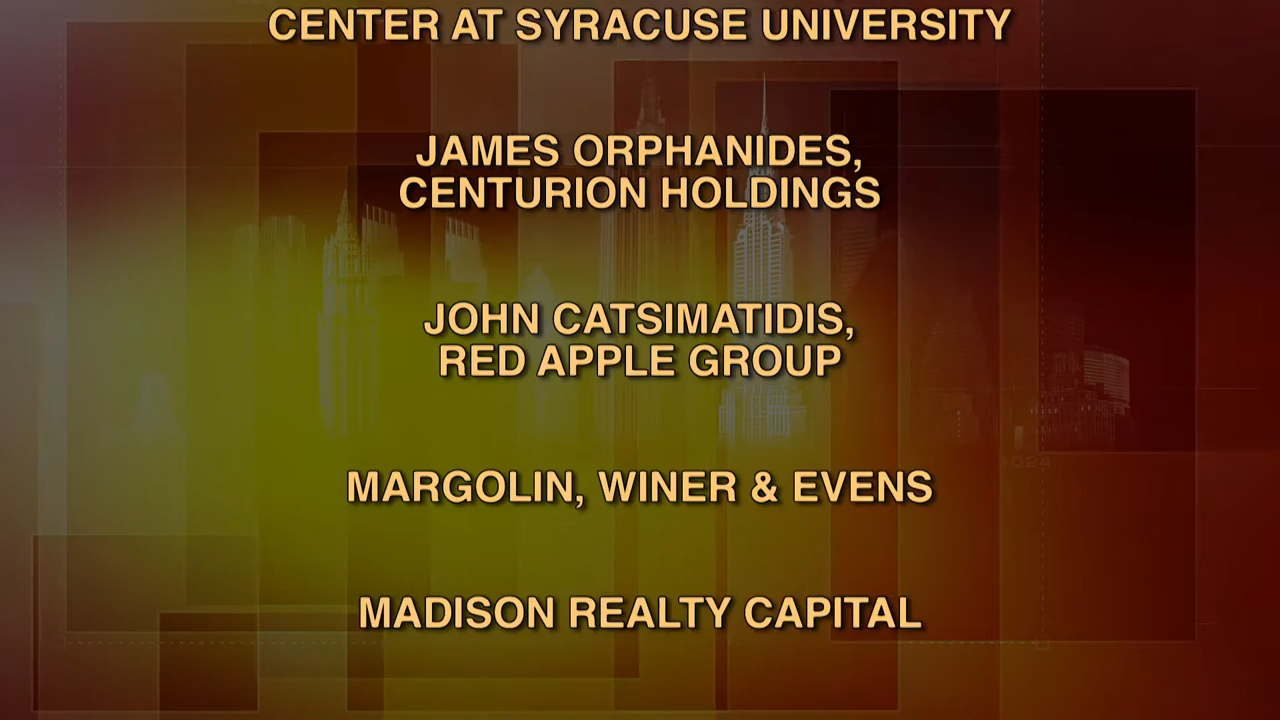 CENTER AT SYRACUSE UNIVERSITY
JAMES ORPHANIDES,
CENTURION HOLDINGS
JOHN CATSIMATIDIS,
RED APPLE GROUP
MARGOLIN, WINER & EVENS
MADISON REALTY CAPITAL